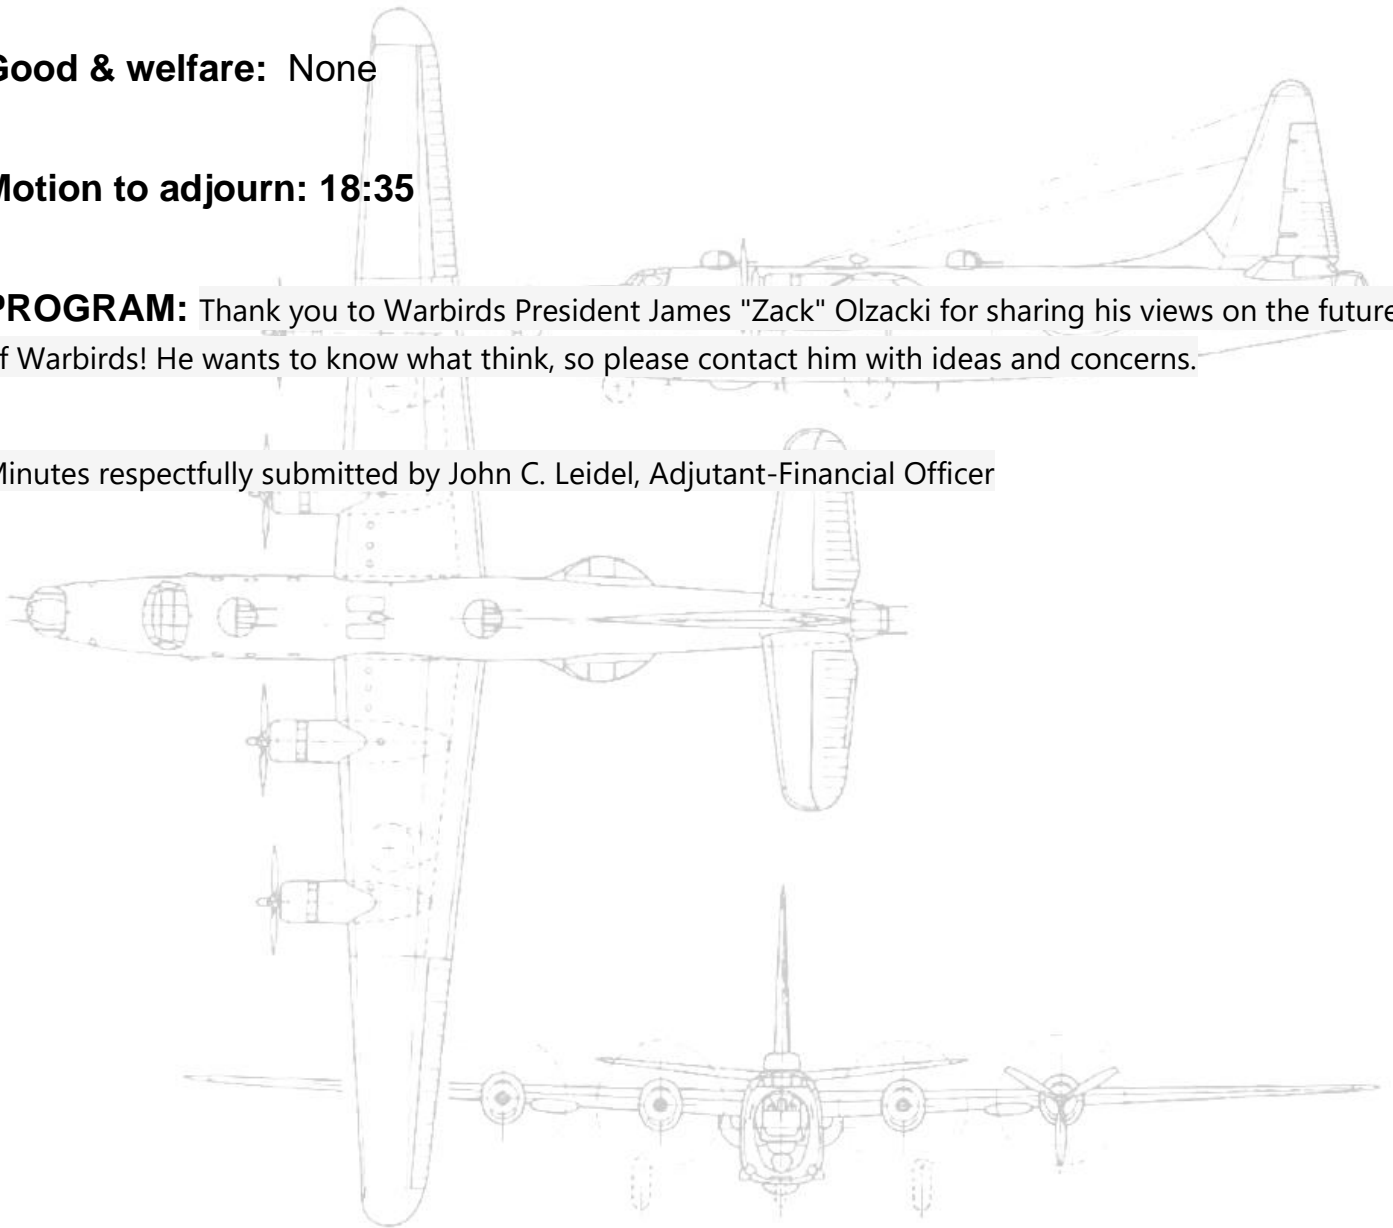 Good & welfare: None
Motion to adjourn: 18:35
PROGRAM: Thank you to Warbirds President James "Zack" Olzacki for sharing his views on the future
of Warbirds! He wants to know what think, so please contact him with ideas and concerns.
Minutes respectfully submitted by John C. Leidel, Adjutant-Financial Officer